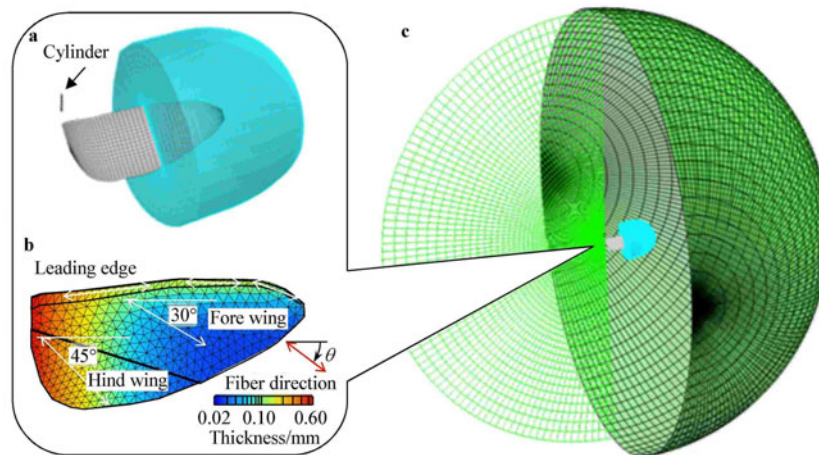 a
Cylinder
c
b
Leading edge
30°
Fore wing
45°
θ
Hind wing
Fiber direction
0.02 0.10 0.60
Thickness/mm